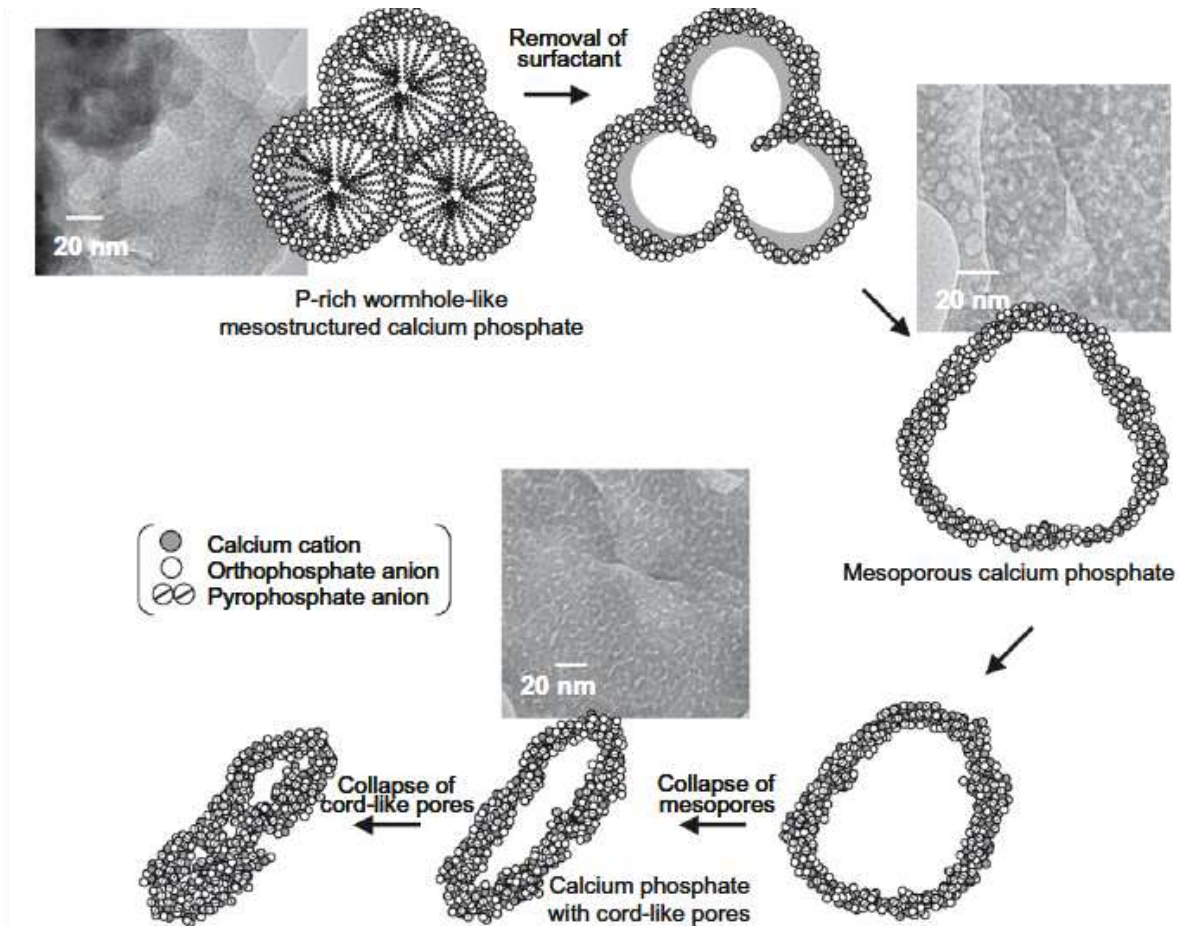 Removal of
surfactant
20 nm
P-rich wormhole-like
mesostructured calcium phosphate
20 nm
Mesoporous calcium phosphate
Calcium cation
Orthophosphate anion
Pyrophosphate anion
20 nm
Collapse of
cord-like pores
Collapse of
mesopores
Calcium phosphate
with cord-like pores